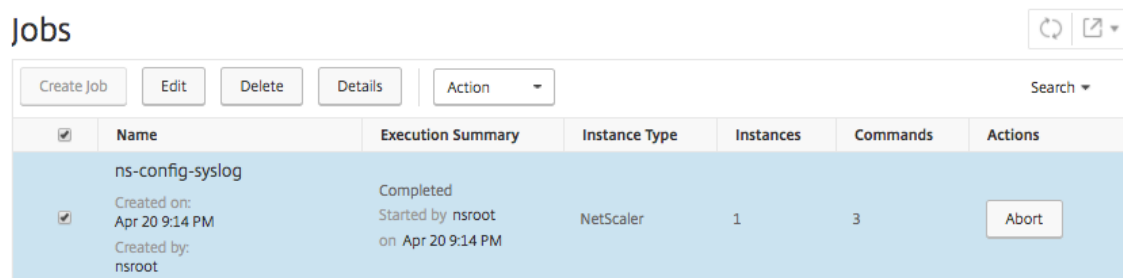 Jobs
Create Job Edit Delete Details Action Search
Name Execution Summary Instance Type Instances Commands Actions
ns-config-syslog
Created on:
Apr 20 9:14 PM
Created by:
nsroot
Completed
Started by nsroot
on Apr 20 9:14 PM
NetScaler
1
3
Abort